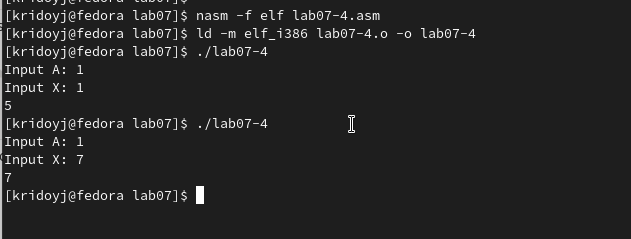 [kridoyj@fedora lab07]$ nasm -f elf lab07-4.asm
[kridoyj@fedora lab07]$ ld -m elf_i386 lab07-4.o -o lab07-4
[kridoyj@fedora lab07]$ ./lab07-4
Input A: 1
Input X: 1
5
[kridoyj@fedora lab07]$ ./lab07-4
Input A: 1
Input X: 7
7
[kridoyj@fedora lab07]$